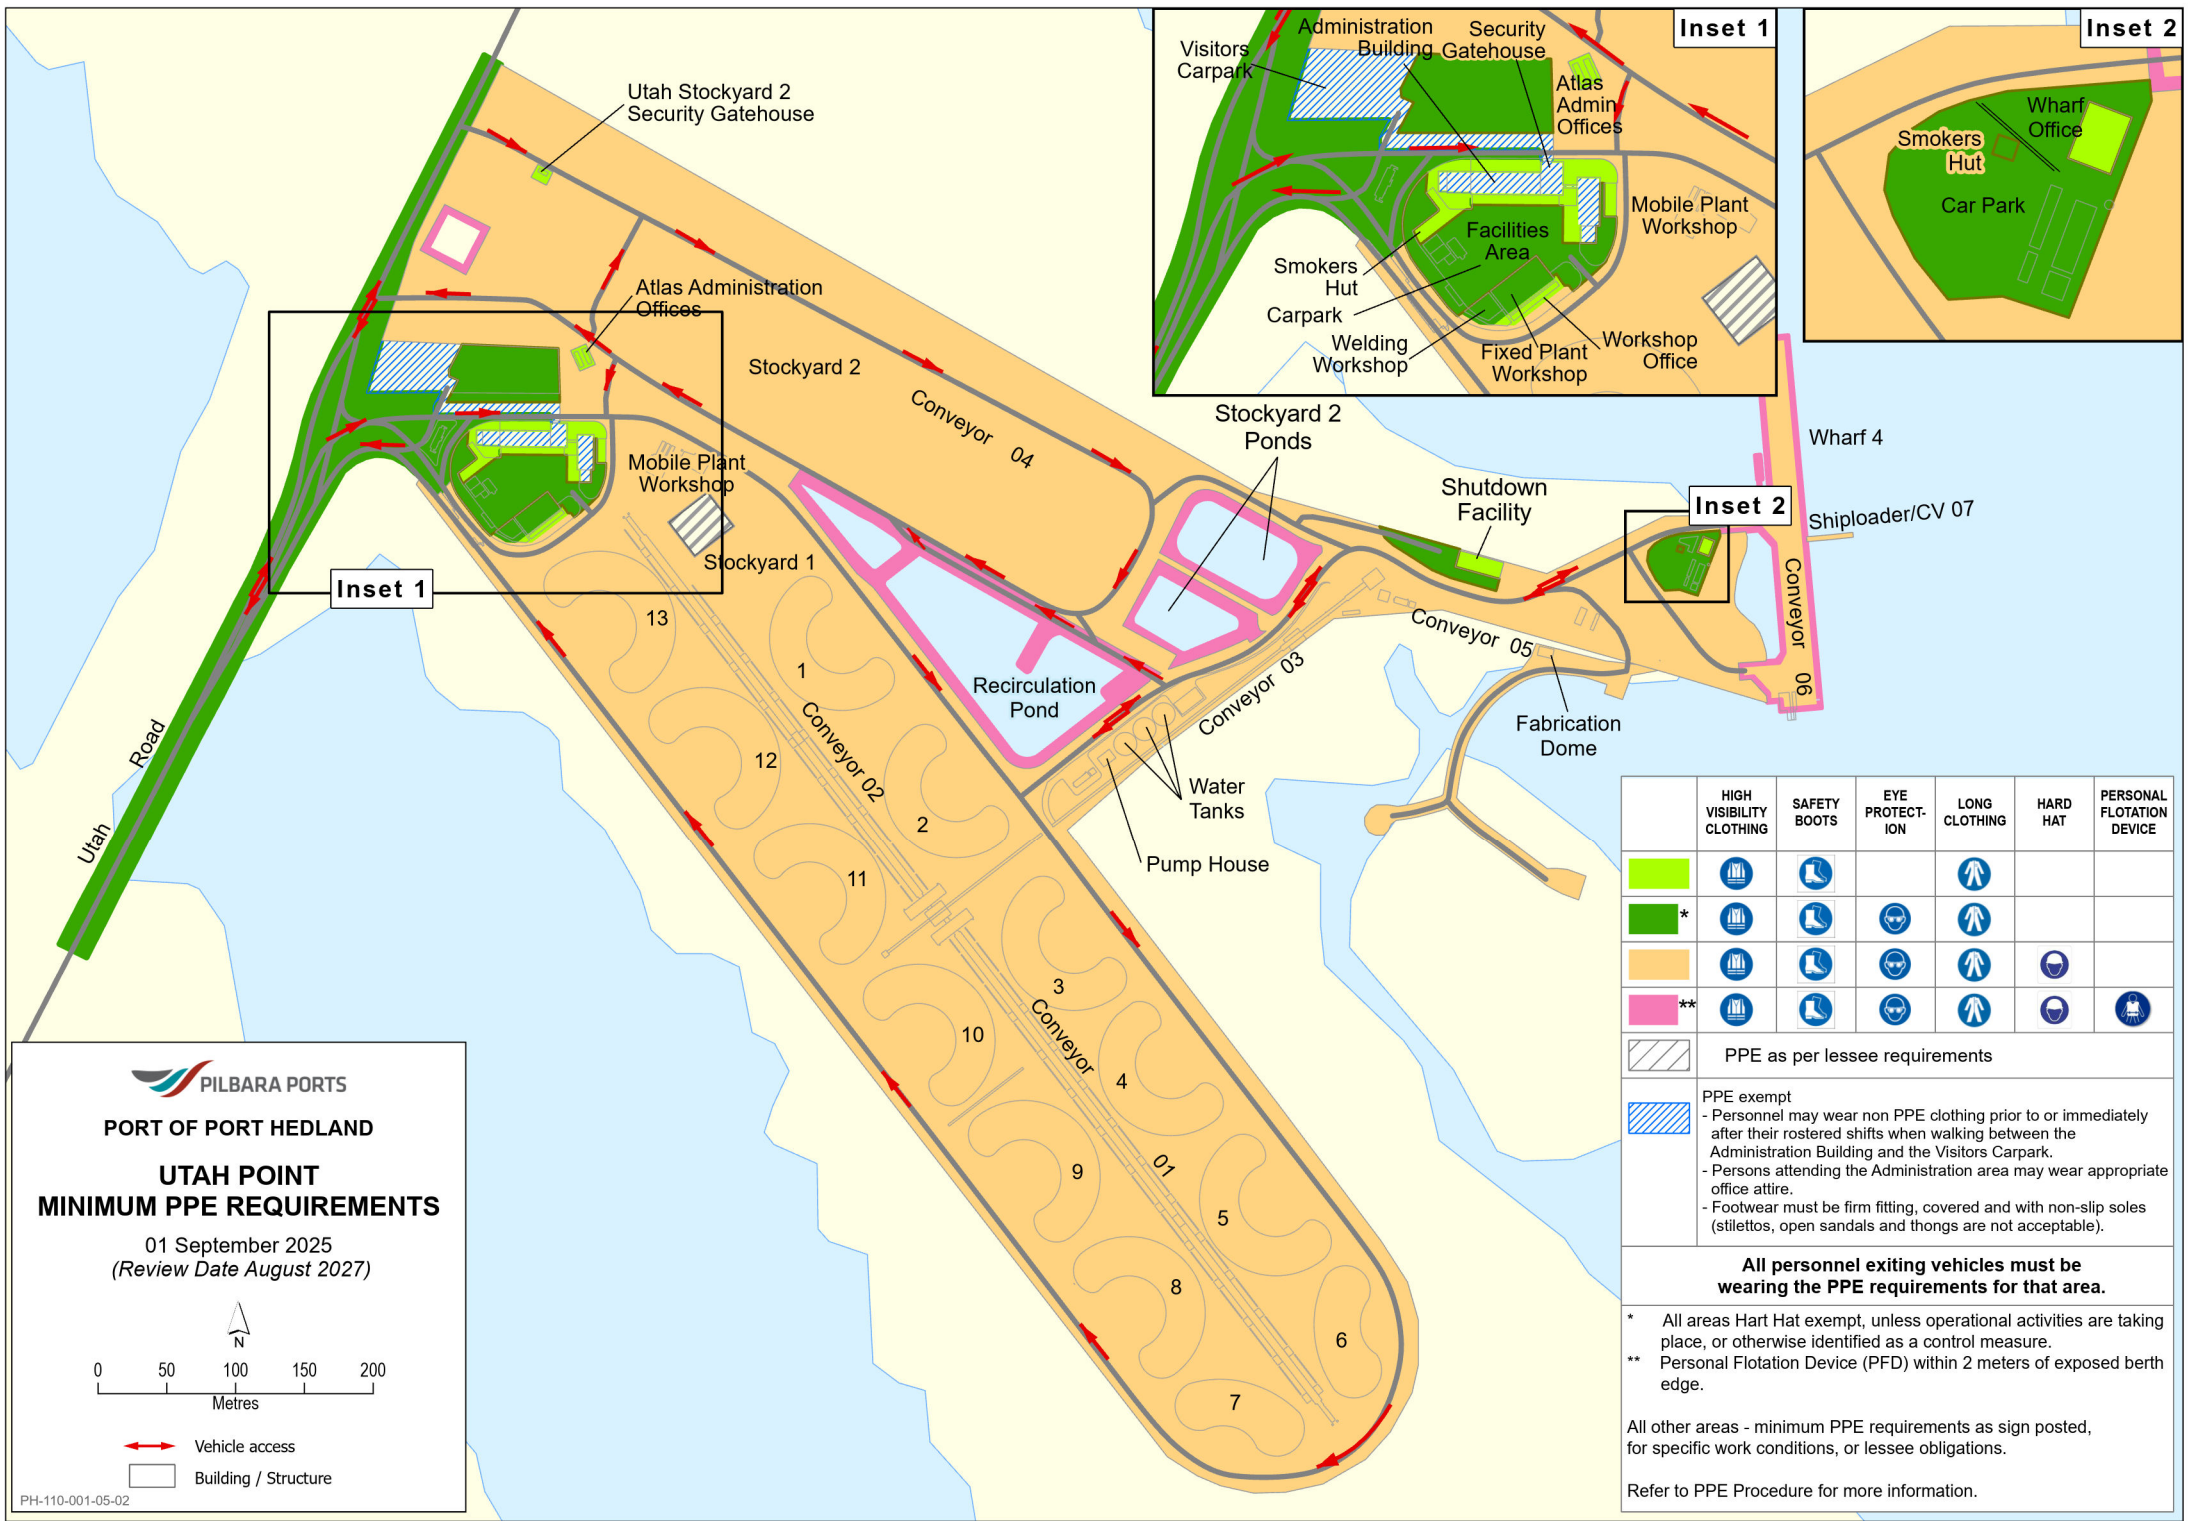 Inset 1
Administration
Building
Security
Gatehouse
Visitors
Carpark
Atlas
Admin
Offices
Mobile Plant
Workshop
Facilities
Area
Smokers
Hut
Carpark
Welding
Workshop
Fixed Plant
Workshop
Workshop
Office
Inset 2
Wharf
Office
Smokers
Hut
Car Park
Utah Stockyard 2
Security Gatehouse
Atlas Administration
Offices
Stockyard 2
Conveyor 04
Stockyard 2
Ponds
Shutdown
Facility
Wharf 4
Inset 2
Shiploader/CV 07
Conveyor 06
Mobile Plant
Workshop
Stockyard 1
Inset 1
13
1
Conveyor 05
Conveyor 03
Recirculation
Pond
Fabrication
Dome
Conveyor 02
12
2
Water
Tanks
Pump House
11
Utah Road
3
10
Conveyor 01
4
9
5
8
6
7
PILBARA PORTS
PORT OF PORT HEDLAND
UTAH POINT
MINIMUM PPE REQUIREMENTS
01 September 2025
(Review Date August 2027)
N
0 50 100 150 200
Metres
Vehicle access
Building / Structure
PH-110-001-05-02
HIGH
VISIBILITY
CLOTHING
SAFETY
BOOTS
EYE
PROTECT-
ION
LONG
CLOTHING
HARD
HAT
PERSONAL
FLOTATION
DEVICE
*
**
PPE as per lessee requirements
PPE exempt
- Personnel may wear non PPE clothing prior to or immediately
after their rostered shifts when walking between the
Administration Building and the Visitors Carpark.
- Persons attending the Administration area may wear appropriate
office attire.
- Footwear must be firm fitting, covered and with non-slip soles
(stilettos, open sandals and thongs are not acceptable).
All personnel exiting vehicles must be
wearing the PPE requirements for that area.
* All areas Hart Hat exempt, unless operational activities are taking
place, or otherwise identified as a control measure.
** Personal Flotation Device (PFD) within 2 meters of exposed berth
edge.
All other areas - minimum PPE requirements as sign posted,
for specific work conditions, or lessee obligations.
Refer to PPE Procedure for more information.